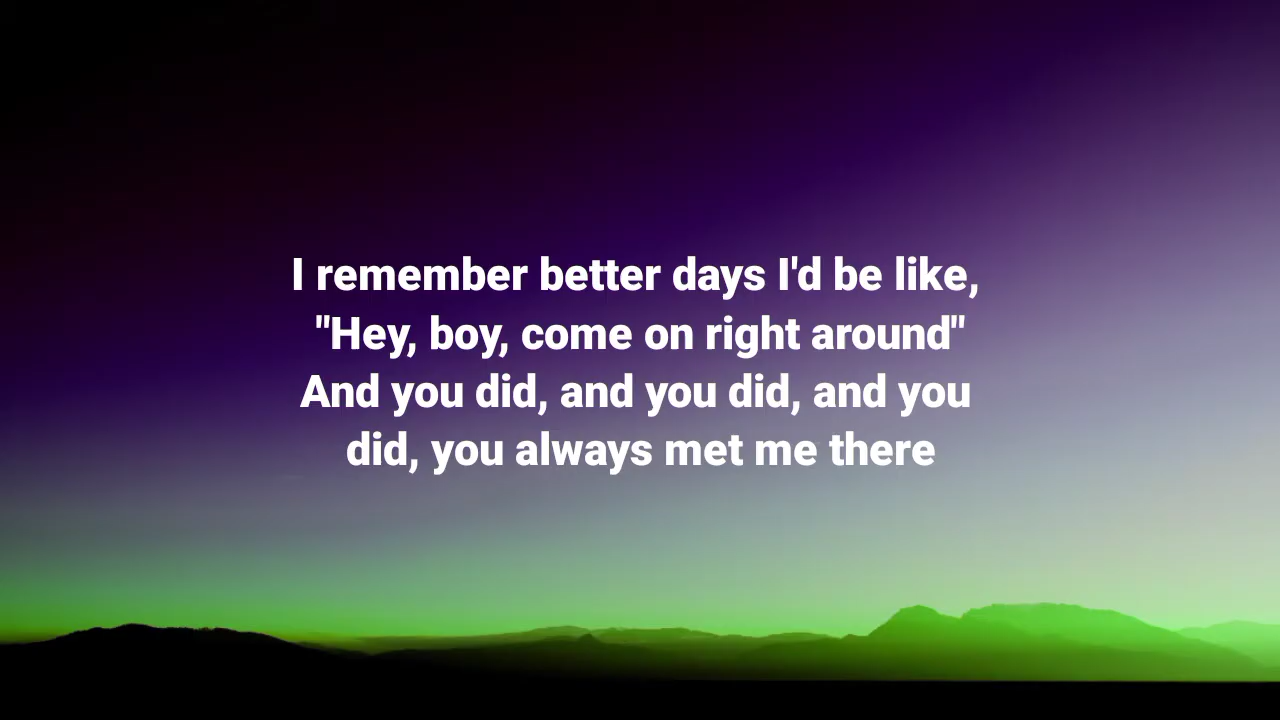 I remember better days I'd be like,
"Hey, boy, come on right around"
And you did, and you did, and you
did, you always met me there